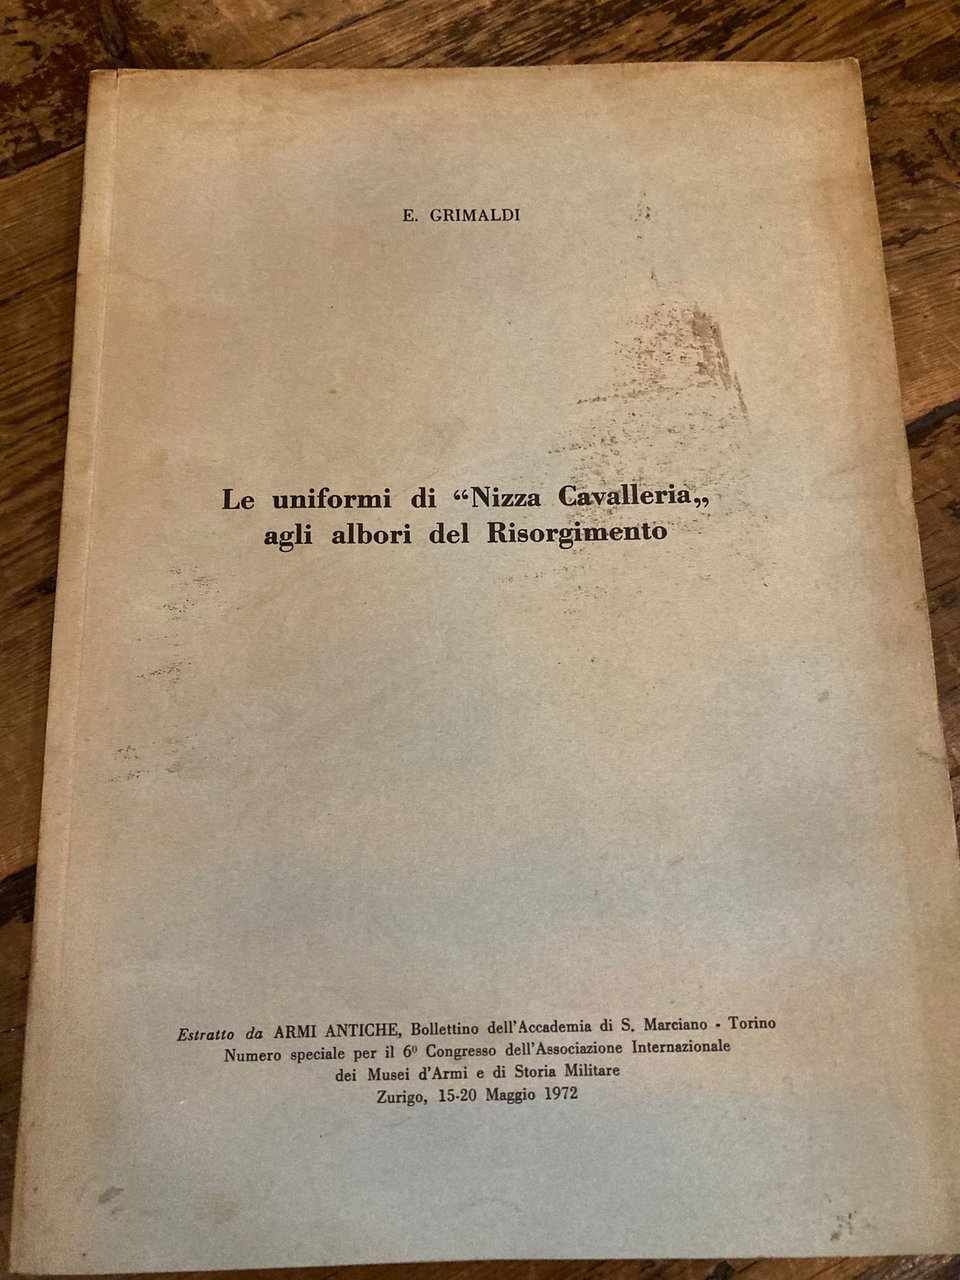 E. GRIMALDI
Le uniformi di “Nizza Cavalleria„
agli albori del Risorgimento
Estratto da ARMI ANTICHE, Bollettino dell'Accademia di S. Marciano - Torino
Numero speciale per il 6º Congresso dell'Associazione Internazionale
dei Musei d'Armi e di Storia Militare
Zurigo, 15-20 Maggio 1972